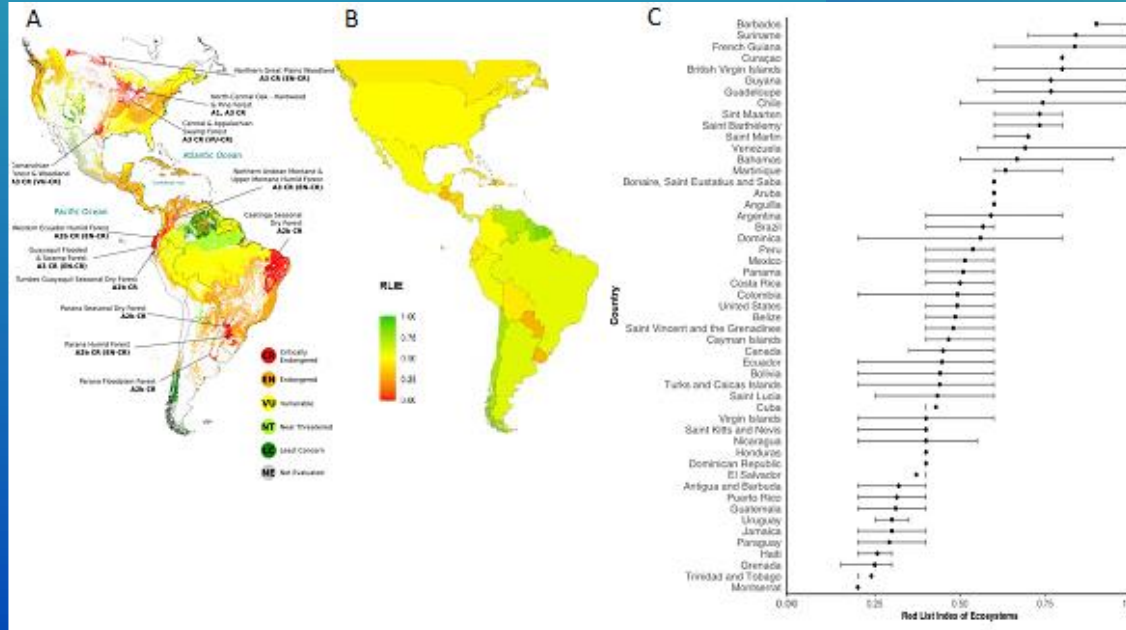 A
B
C
Northern Great Plains Woodland
A3 CR (EN-CR)
North-Central Oak - Hardwood
& Pine Forest
A1, A3 CR
Central & Appalachian
Swamp Forest
A3 CR (VU-CR)
Atlantic Ocean
Forest & Woodland
A3 CR (VU-CR)
Northern Andean Montane &
Upper Montane Humid Forest
A3 CR (EN-CR)
Pacific Ocean
Caatinga Seasonal
Dry Forest
A2b CR
Western Ecuador Humid Forest
A2b CR (EN-CR)
Guayaquil Flooded
& Swamp Forest
A3 CR (EN-CR)
Tumbes Guayaquil Seasonal Dry Forest
A2b CR
Parana Seasonal Dry Forest
A2b CR
Parana Humid Forest
A2b CR (EN-CR)
Parana Floodplain Forest
A2b CR
CR Critically
Endangered
EN Endangered
VU Vulnerable
NT Near Threatened
LC Least Concern
NE Not Evaluated
RLIE
1.00
0.75
0.50
0.25
0.00
Country
Barbados
Suriname
French Guiana
Curaçao
British Virgin Islands
Guyana
Guadeloupe
Chile
Sint Maarten
Saint Barthélemy
Saint Martin
Venezuela
Bahamas
Martinique
Bonaire, Saint Eustatius and Saba
Aruba
Anguilla
Argentina
Brazil
Dominica
Peru
Mexico
Panama
Costa Rica
Colombia
United States
Belize
Saint Vincent and the Grenadines
Cayman Islands
Canada
Ecuador
Bolivia
Turks and Caicos Islands
Saint Lucia
Cuba
Virgin Islands
Saint Kitts and Nevis
Nicaragua
Honduras
Dominican Republic
El Salvador
Antigua and Barbuda
Puerto Rico
Guatemala
Uruguay
Jamaica
Paraguay
Haiti
Grenada
Trinidad and Tobago
Montserrat
0.00 0.25 0.50 0.75
Red List Index of Ecosystems